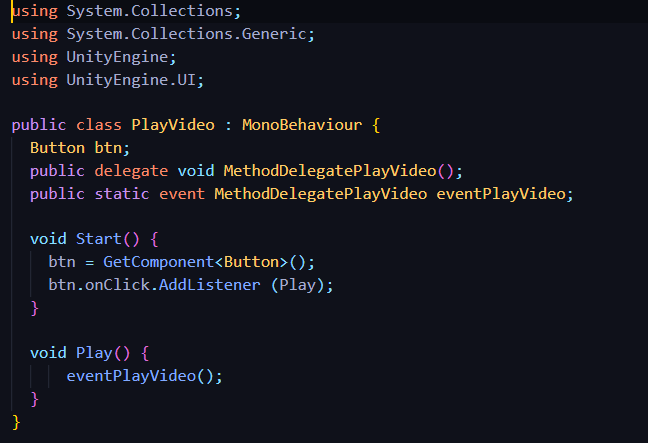 using System.Collections;
using System.Collections.Generic;
using UnityEngine;
using UnityEngine.UI;
public class PlayVideo : MonoBehaviour {
Button btn;
public delegate void MethodDelegatePlayVideo();
public static event MethodDelegatePlayVideo eventPlayVideo;
void Start() {
btn = GetComponent<Button>();
btn.onClick.AddListener (Play);
}
void Play() {
eventPlayVideo();
}
}